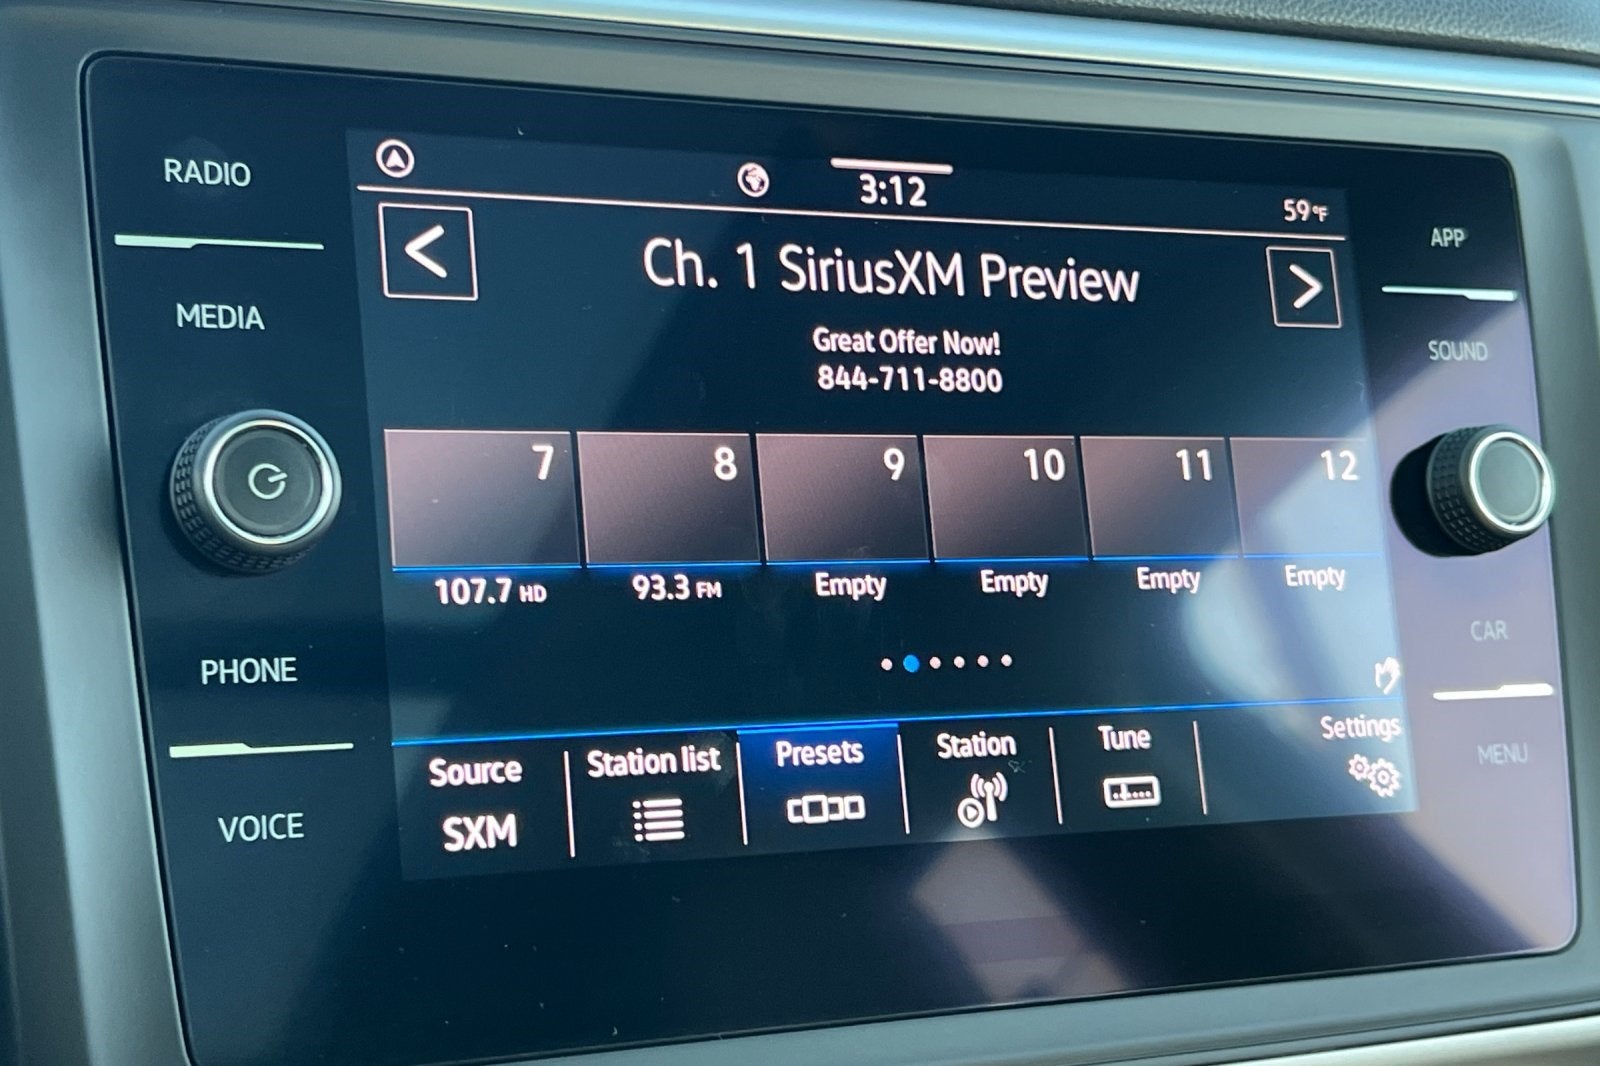 RADIO
MEDIA
PHONE
VOICE
3:12
59°F
Ch. 1 SiriusXM Preview
Great Offer Now!
844-711-8800
7 8 9 10 11 12
107.7 HD 93.3 FM Empty Empty Empty Empty
Source Station list Presets Station Tune Settings
SXM
APP
SOUND
CAR
MENU